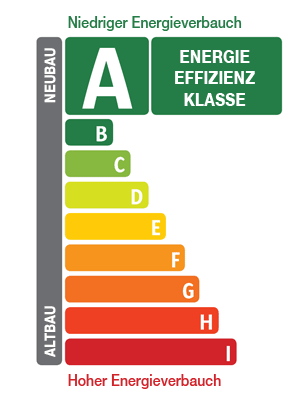 Niedriger Energieverbauch
NEUBAU
A
ENERGIE
EFFIZIENZ
KLASSE
B
C
D
E
F
G
H
I
ALTBAU
Hoher Energieverbauch